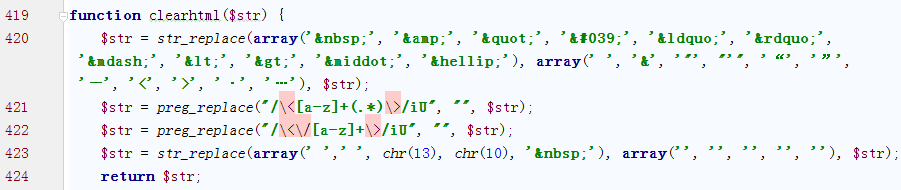 419 function clearhtml($str) {
420 $str = str_replace(array('&nbsp;', '&amp;', '&quot;', '&#039;', '&ldquo;', '&rdquo;',
'&mdash;', '&lt;', '&gt;', '&middot;', '&hellip;'), array(' ', '&', '"', "'", '“', '”',
'—', '<', '>', '·', '…'), $str);
421 $str = preg_replace("/\<[a-z]+(.*)\>/iU", "", $str);
422 $str = preg_replace("/\<\/[a-z]+\>/iU", "", $str);
423 $str = str_replace(array(' ',' ', chr(13), chr(10), '&nbsp;'), array('', '', '', '', ''), $str);
424 return $str;